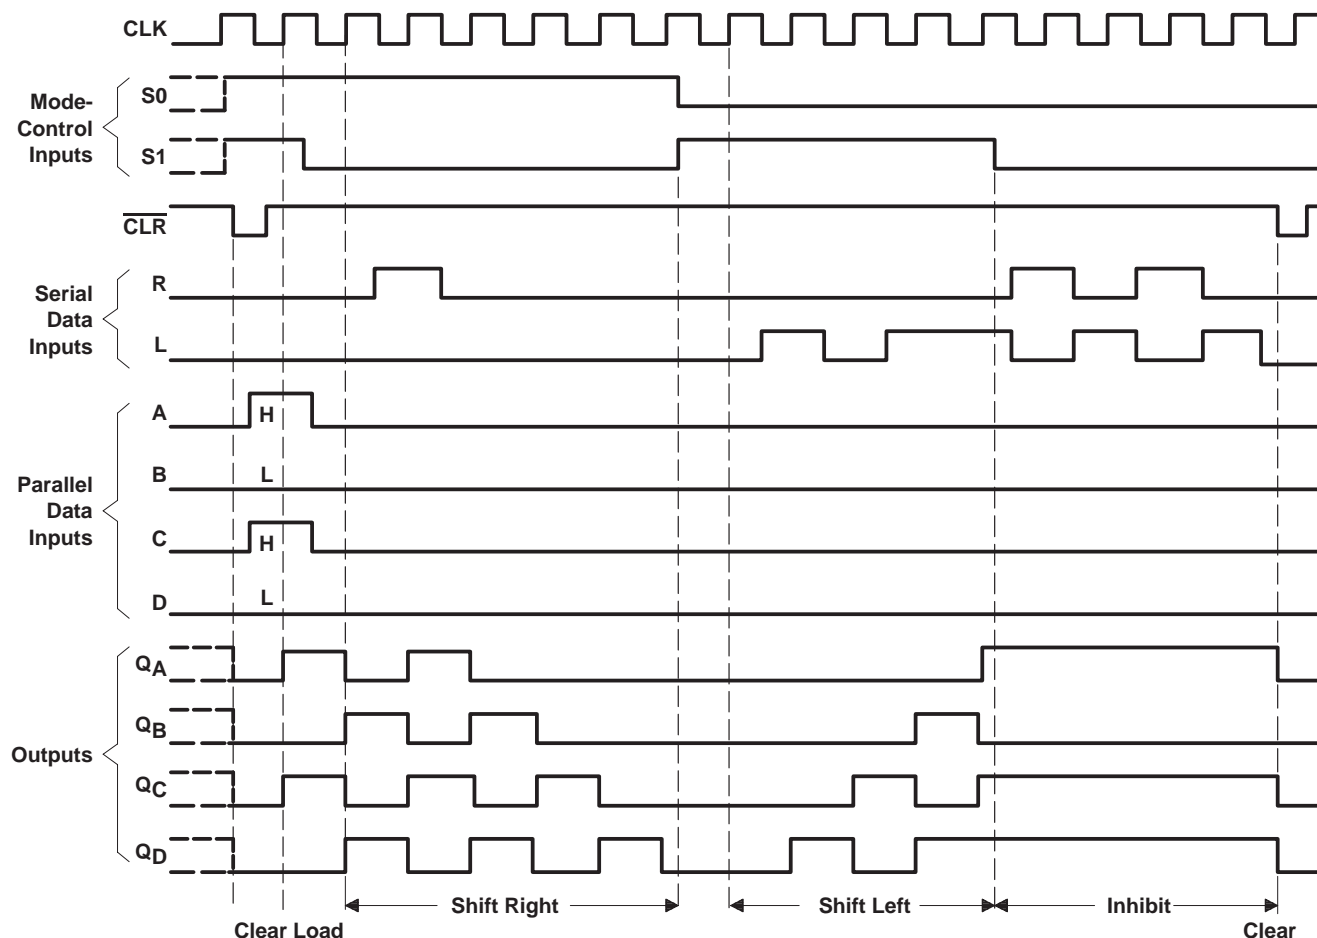 CLK
Mode-
Control
Inputs
S0
S1
CLR
Serial
Data
Inputs
R
L
Parallel
Data
Inputs
A
H
B
L
C
H
D
L
Outputs
QA
QB
QC
QD
Shift Right
Shift Left
Inhibit
Clear Load
Clear